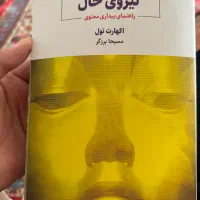 نیروی حال
راهنمای بیداری معنوی
اکهارت تول
مسیحا برزگر